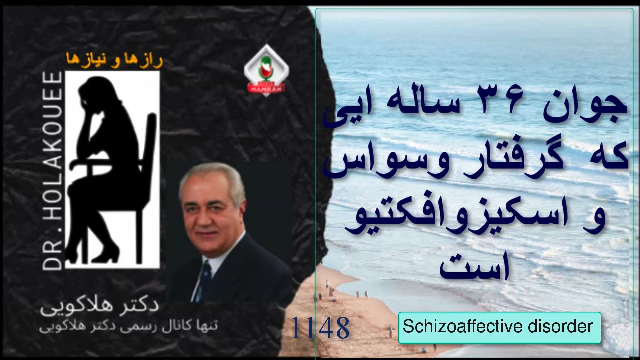 رازها و نیازها
DR.HOLAKOUEE
HAMRAH
دکتر هلاکویی
تنها کانال رسمی دکتر هلاکویی
جوان ۳۶ ساله ایی
که گرفتار وسواس
و اسکیزوافکتیو
است
1148
Schizoaffective disorder